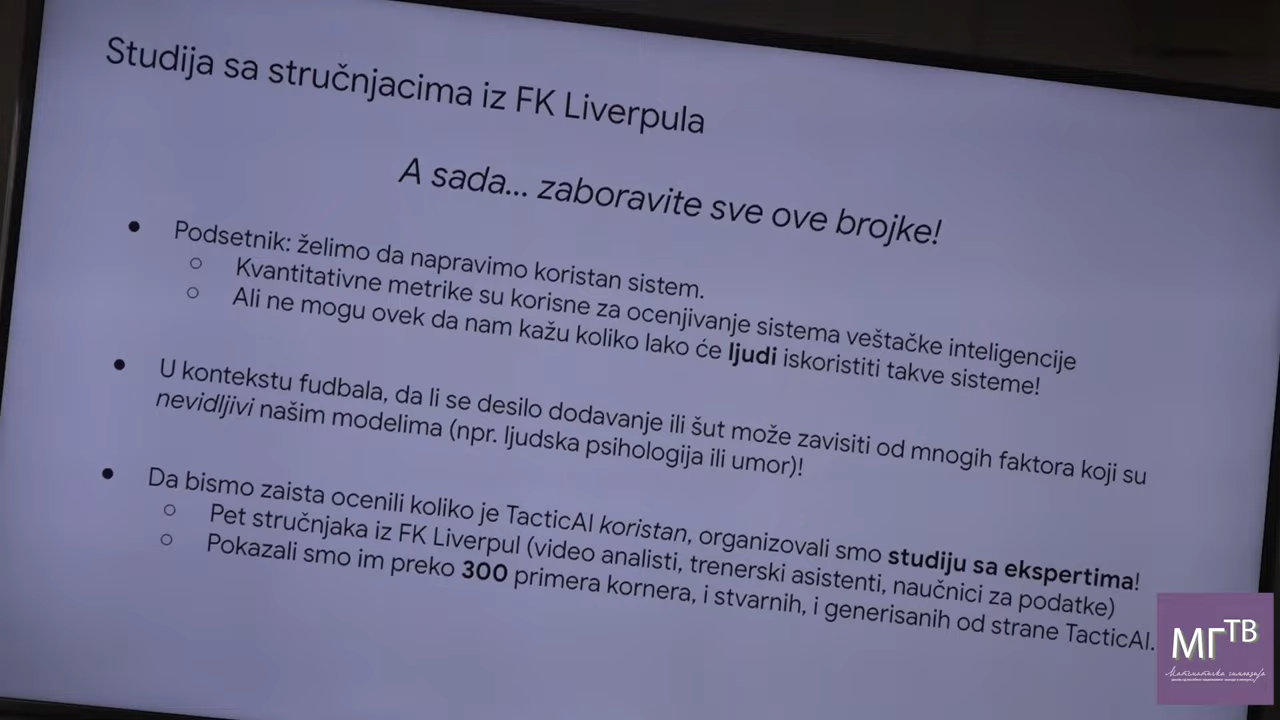 Studija sa stručnjacima iz FK Liverpula
A sada... zaboravite sve ove brojke!
● Podsetnik: želimo da napravimo koristan sistem.
○ Kvantitativne metrike su korisne za ocenjivanje sistema veštačke inteligencije
○ Ali ne mogu ovek da nam kažu koliko lako će ljudi iskoristiti takve sisteme!
● U kontekstu fudbala, da li se desilo dodavanje ili šut može zavisiti od mnogih faktora koji su
nevidljivi našim modelima (npr. ljudska psihologija ili umor)!
● Da bismo zaista ocenili koliko je TacticAI koristan, organizovali smo studiju sa ekspertima!
○ Pet stručnjaka iz FK Liverpul (video analisti, trenerski asistenti, naučnici za podatke)
○ Pokazali smo im preko 300 primera kornera, i stvarnih, i generisanih od strane TacticAI.
МГТВ
Математичка гимназија